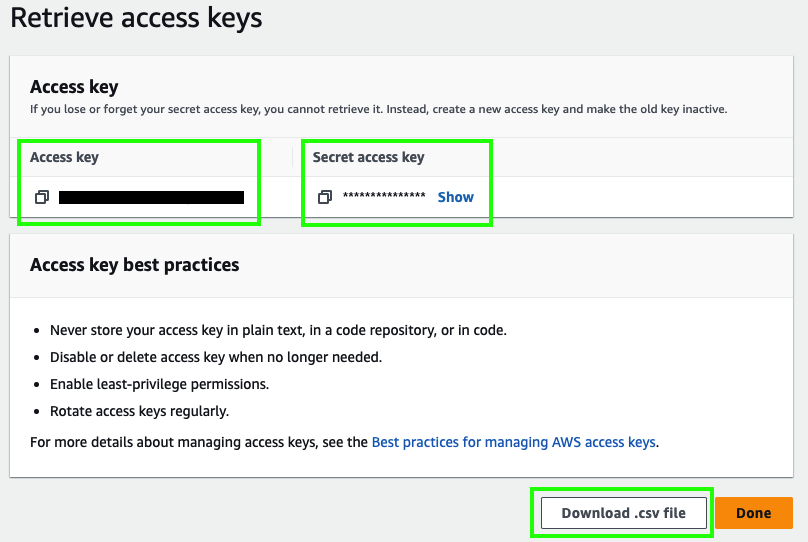 Retrieve access keys
Access key
If you lose or forget your secret access key, you cannot retrieve it. Instead, create a new access key and make the old key inactive.
Access key
Secret access key
*************** Show
Access key best practices
• Never store your access key in plain text, in a code repository, or in code.
• Disable or delete access key when no longer needed.
• Enable least-privilege permissions.
• Rotate access keys regularly.
For more details about managing access keys, see the Best practices for managing AWS access keys.
Download .csv file
Done